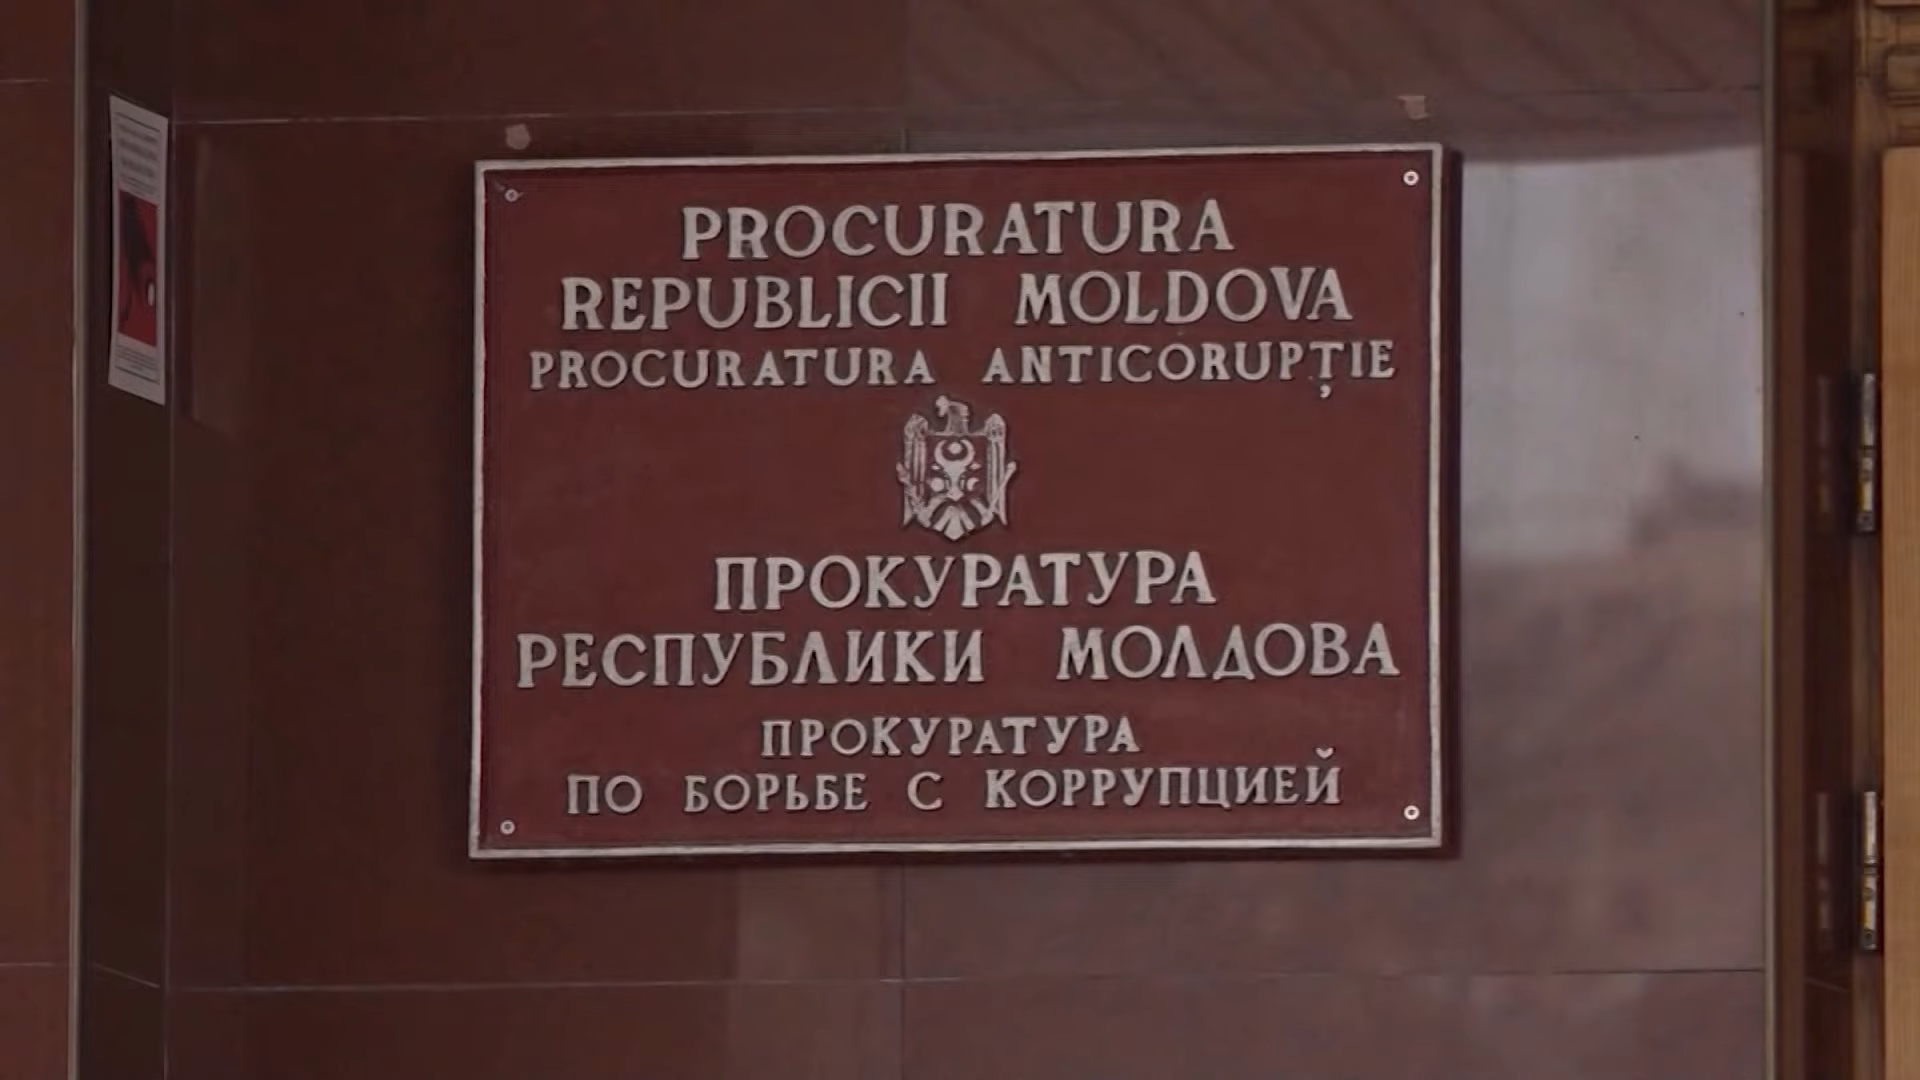 PROCURATURA
REPUBLICII MOLDOVA
PROCURATURA ANTICORUPȚIE
ПРОКУРАТУРА
РЕСПУБЛИКИ МОЛДОВА
ПРОКУРАТУРА
ПО БОРЬБЕ С КОРРУПЦИЕЙ